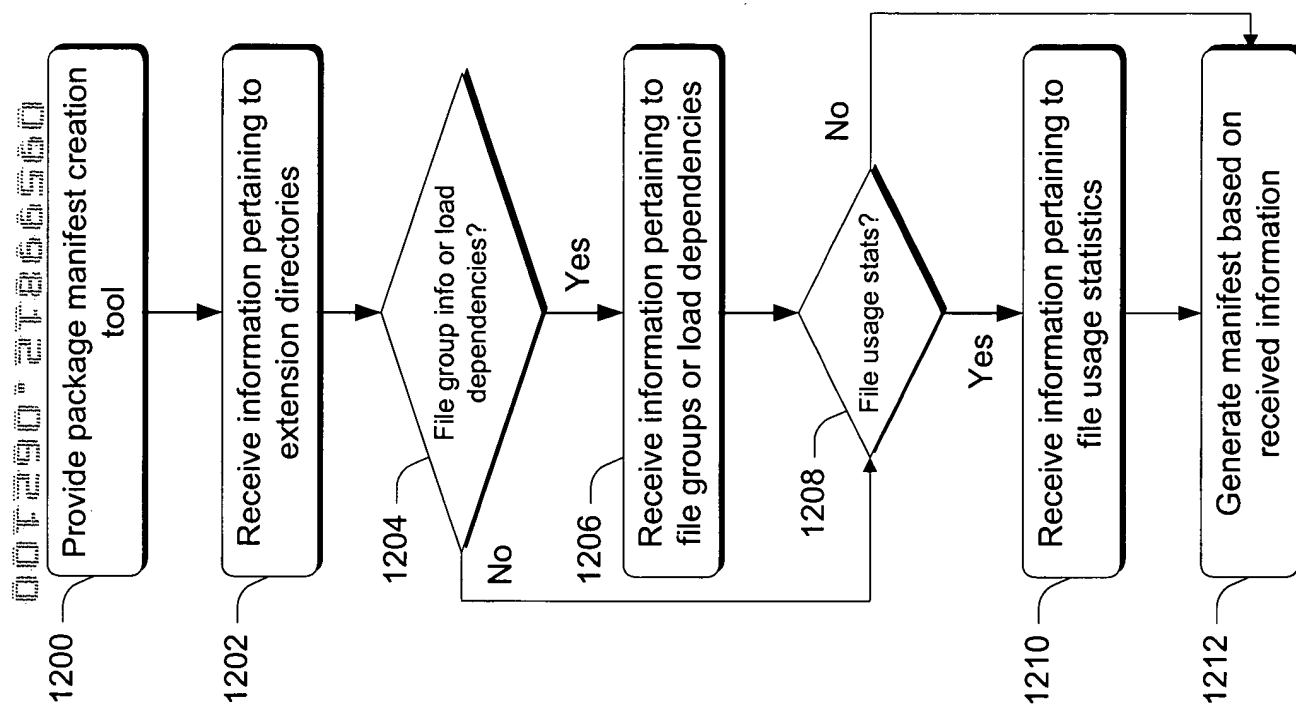 1200
Provide package manifest creation
tool
1202
Receive information pertaining to
extension directories
1204
File group info or load
dependencies?
No
Yes
1206
Receive information pertaining to
file groups or load dependencies
1208
File usage stats?
No
Yes
1210
Receive information pertaining to
file usage statistics
1212
Generate manifest based on
received information